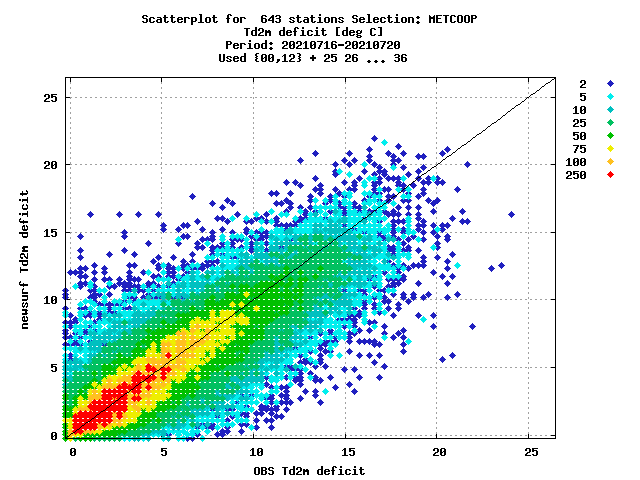 Scatterplot for  643 stations Selection: METCOOP
Td2m deficit [deg C]
Period: 20210716-20210720
Used {00,12} + 25 26 ... 36
2
5
10
25
50
75
100
250
25
20
15
10
5
0
newsurf Td2m deficit
0 5 10 15 20 25
OBS Td2m deficit